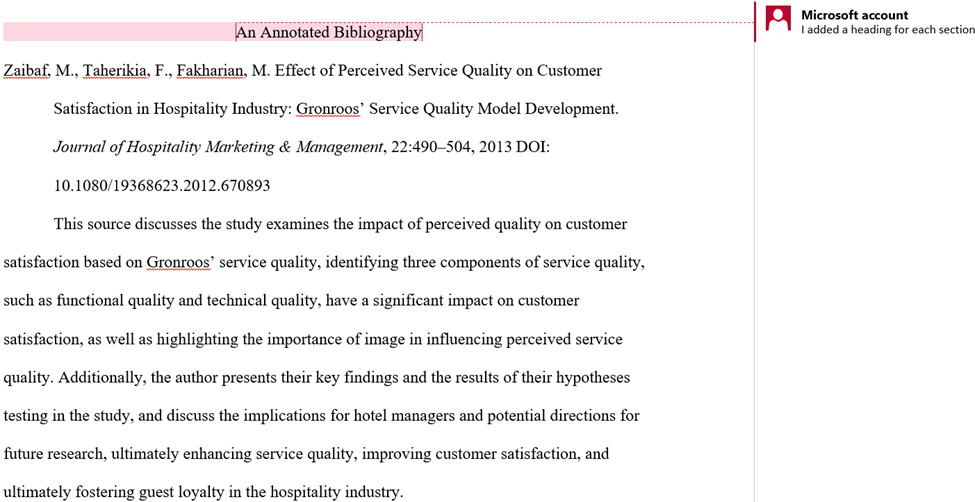 An Annotated Bibliography
Microsoft account
I added a heading for each section
Zaibaf, M., Taherikia, F., Fakharian, M. Effect of Perceived Service Quality on Customer
Satisfaction in Hospitality Industry: Gronroos’ Service Quality Model Development.
Journal of Hospitality Marketing & Management, 22:490–504, 2013 DOI:
10.1080/19368623.2012.670893
This source discusses the study examines the impact of perceived quality on customer
satisfaction based on Gronroos’ service quality, identifying three components of service quality,
such as functional quality and technical quality, have a significant impact on customer
satisfaction, as well as highlighting the importance of image in influencing perceived service
quality. Additionally, the author presents their key findings and the results of their hypotheses
testing in the study, and discuss the implications for hotel managers and potential directions for
future research, ultimately enhancing service quality, improving customer satisfaction, and
ultimately fostering guest loyalty in the hospitality industry.